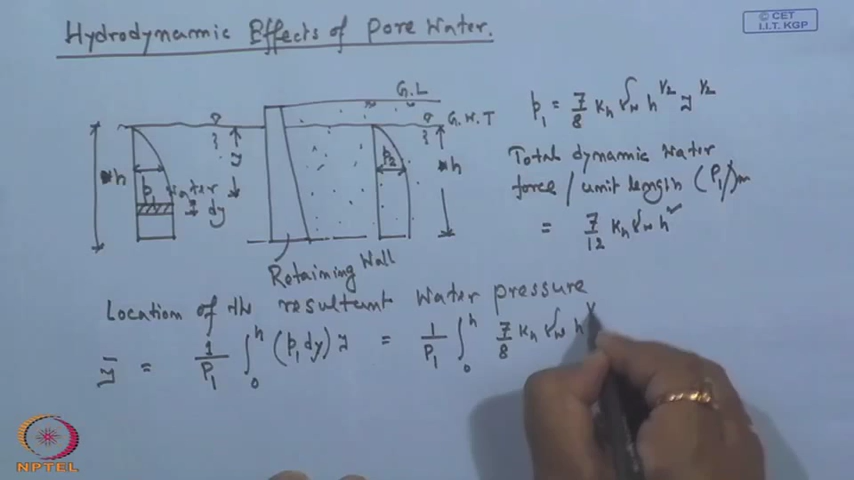 Hydrodynamic Effects of Pore Water.
© CET
I.I.T. KGP
G.L
G.W.T
h
p1
water
y
dy
p2
h
Retaining Wall
p1 = 7/8 kh γw h^1/2 y^1/2
Total dynamic water
force / unit length (P1)
= 7/12 kh γw h²
Location of the resultant water pressure
ȳ = 1/P1 ∫0^h (p1 dy) y = 1/P1 ∫0^h 7/8 kh γw h
NPTEL